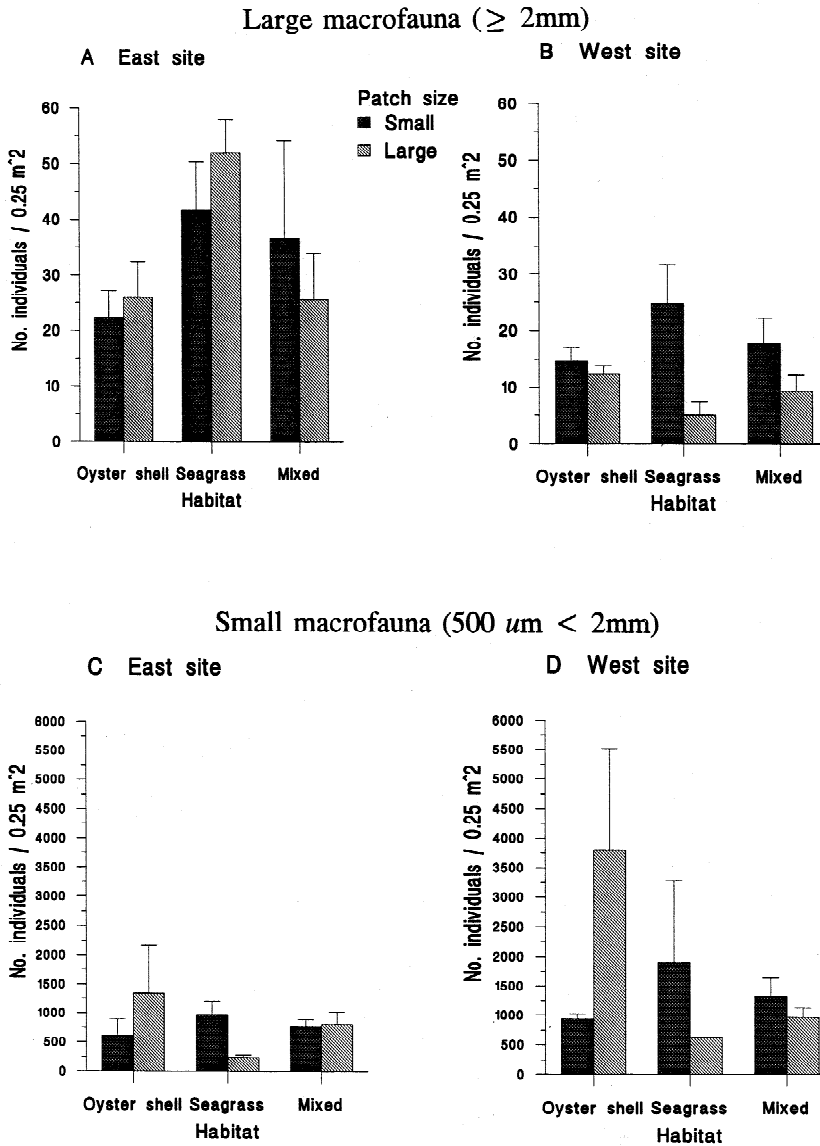 Large macrofauna (≥ 2mm)
A East site
B West site
Patch size
Small
Large
No. individuals / 0.25 m^2
60
50
40
30
20
10
0
Oyster shell Seagrass Mixed
Habitat
No. individuals / 0.25 m^2
60
50
40
30
20
10
0
Oyster shell Seagrass Mixed
Habitat
Small macrofauna (500 um < 2mm)
C East site
D West site
No. individuals / 0.25 m^2
6000
5500
5000
4500
4000
3500
3000
2500
2000
1500
1000
500
0
Oyster shell Seagrass Mixed
Habitat
No. individuals / 0.25 m^2
6000
5500
5000
4500
4000
3500
3000
2500
2000
1500
1000
500
0
Oyster shell Seagrass Mixed
Habitat